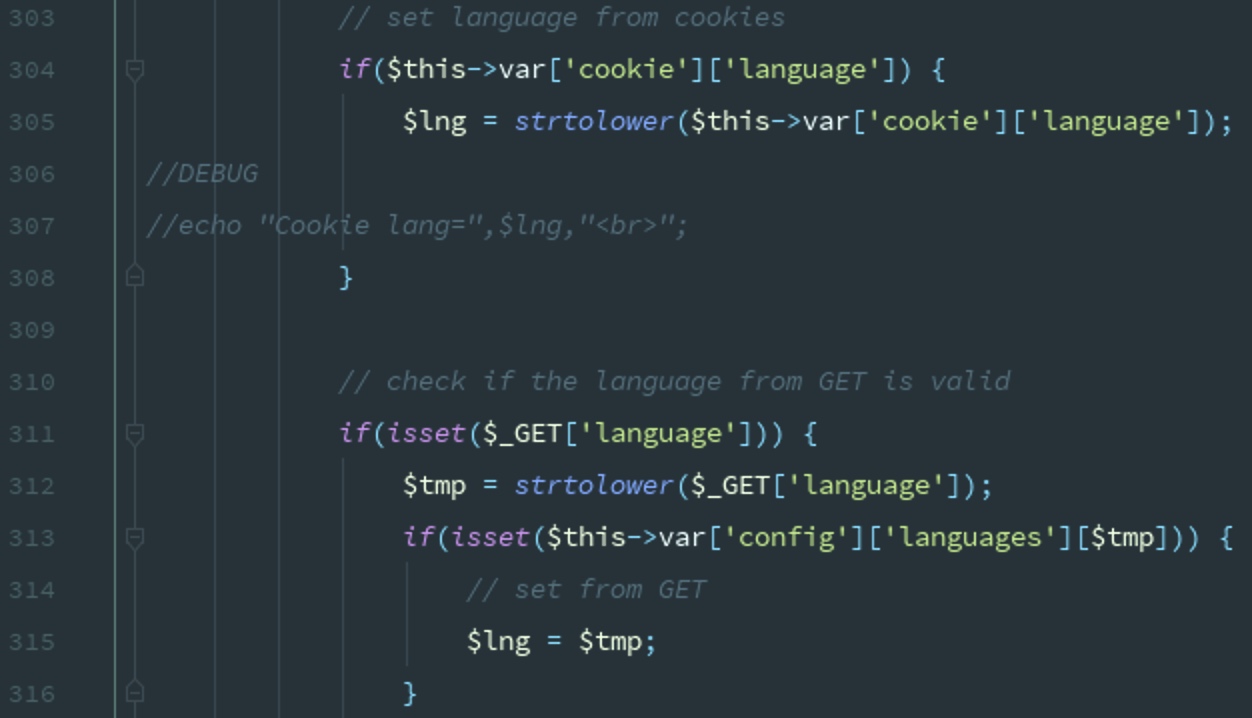 303 // set language from cookies
304 if($this->var['cookie']['language']) {
305 $lng = strtolower($this->var['cookie']['language']);
306 //DEBUG
307 //echo "Cookie lang=",$lng,"<br>";
308 }
309
310 // check if the language from GET is valid
311 if(isset($_GET['language'])) {
312 $tmp = strtolower($_GET['language']);
313 if(isset($this->var['config']['languages'][$tmp])) {
314 // set from GET
315 $lng = $tmp;
316 }